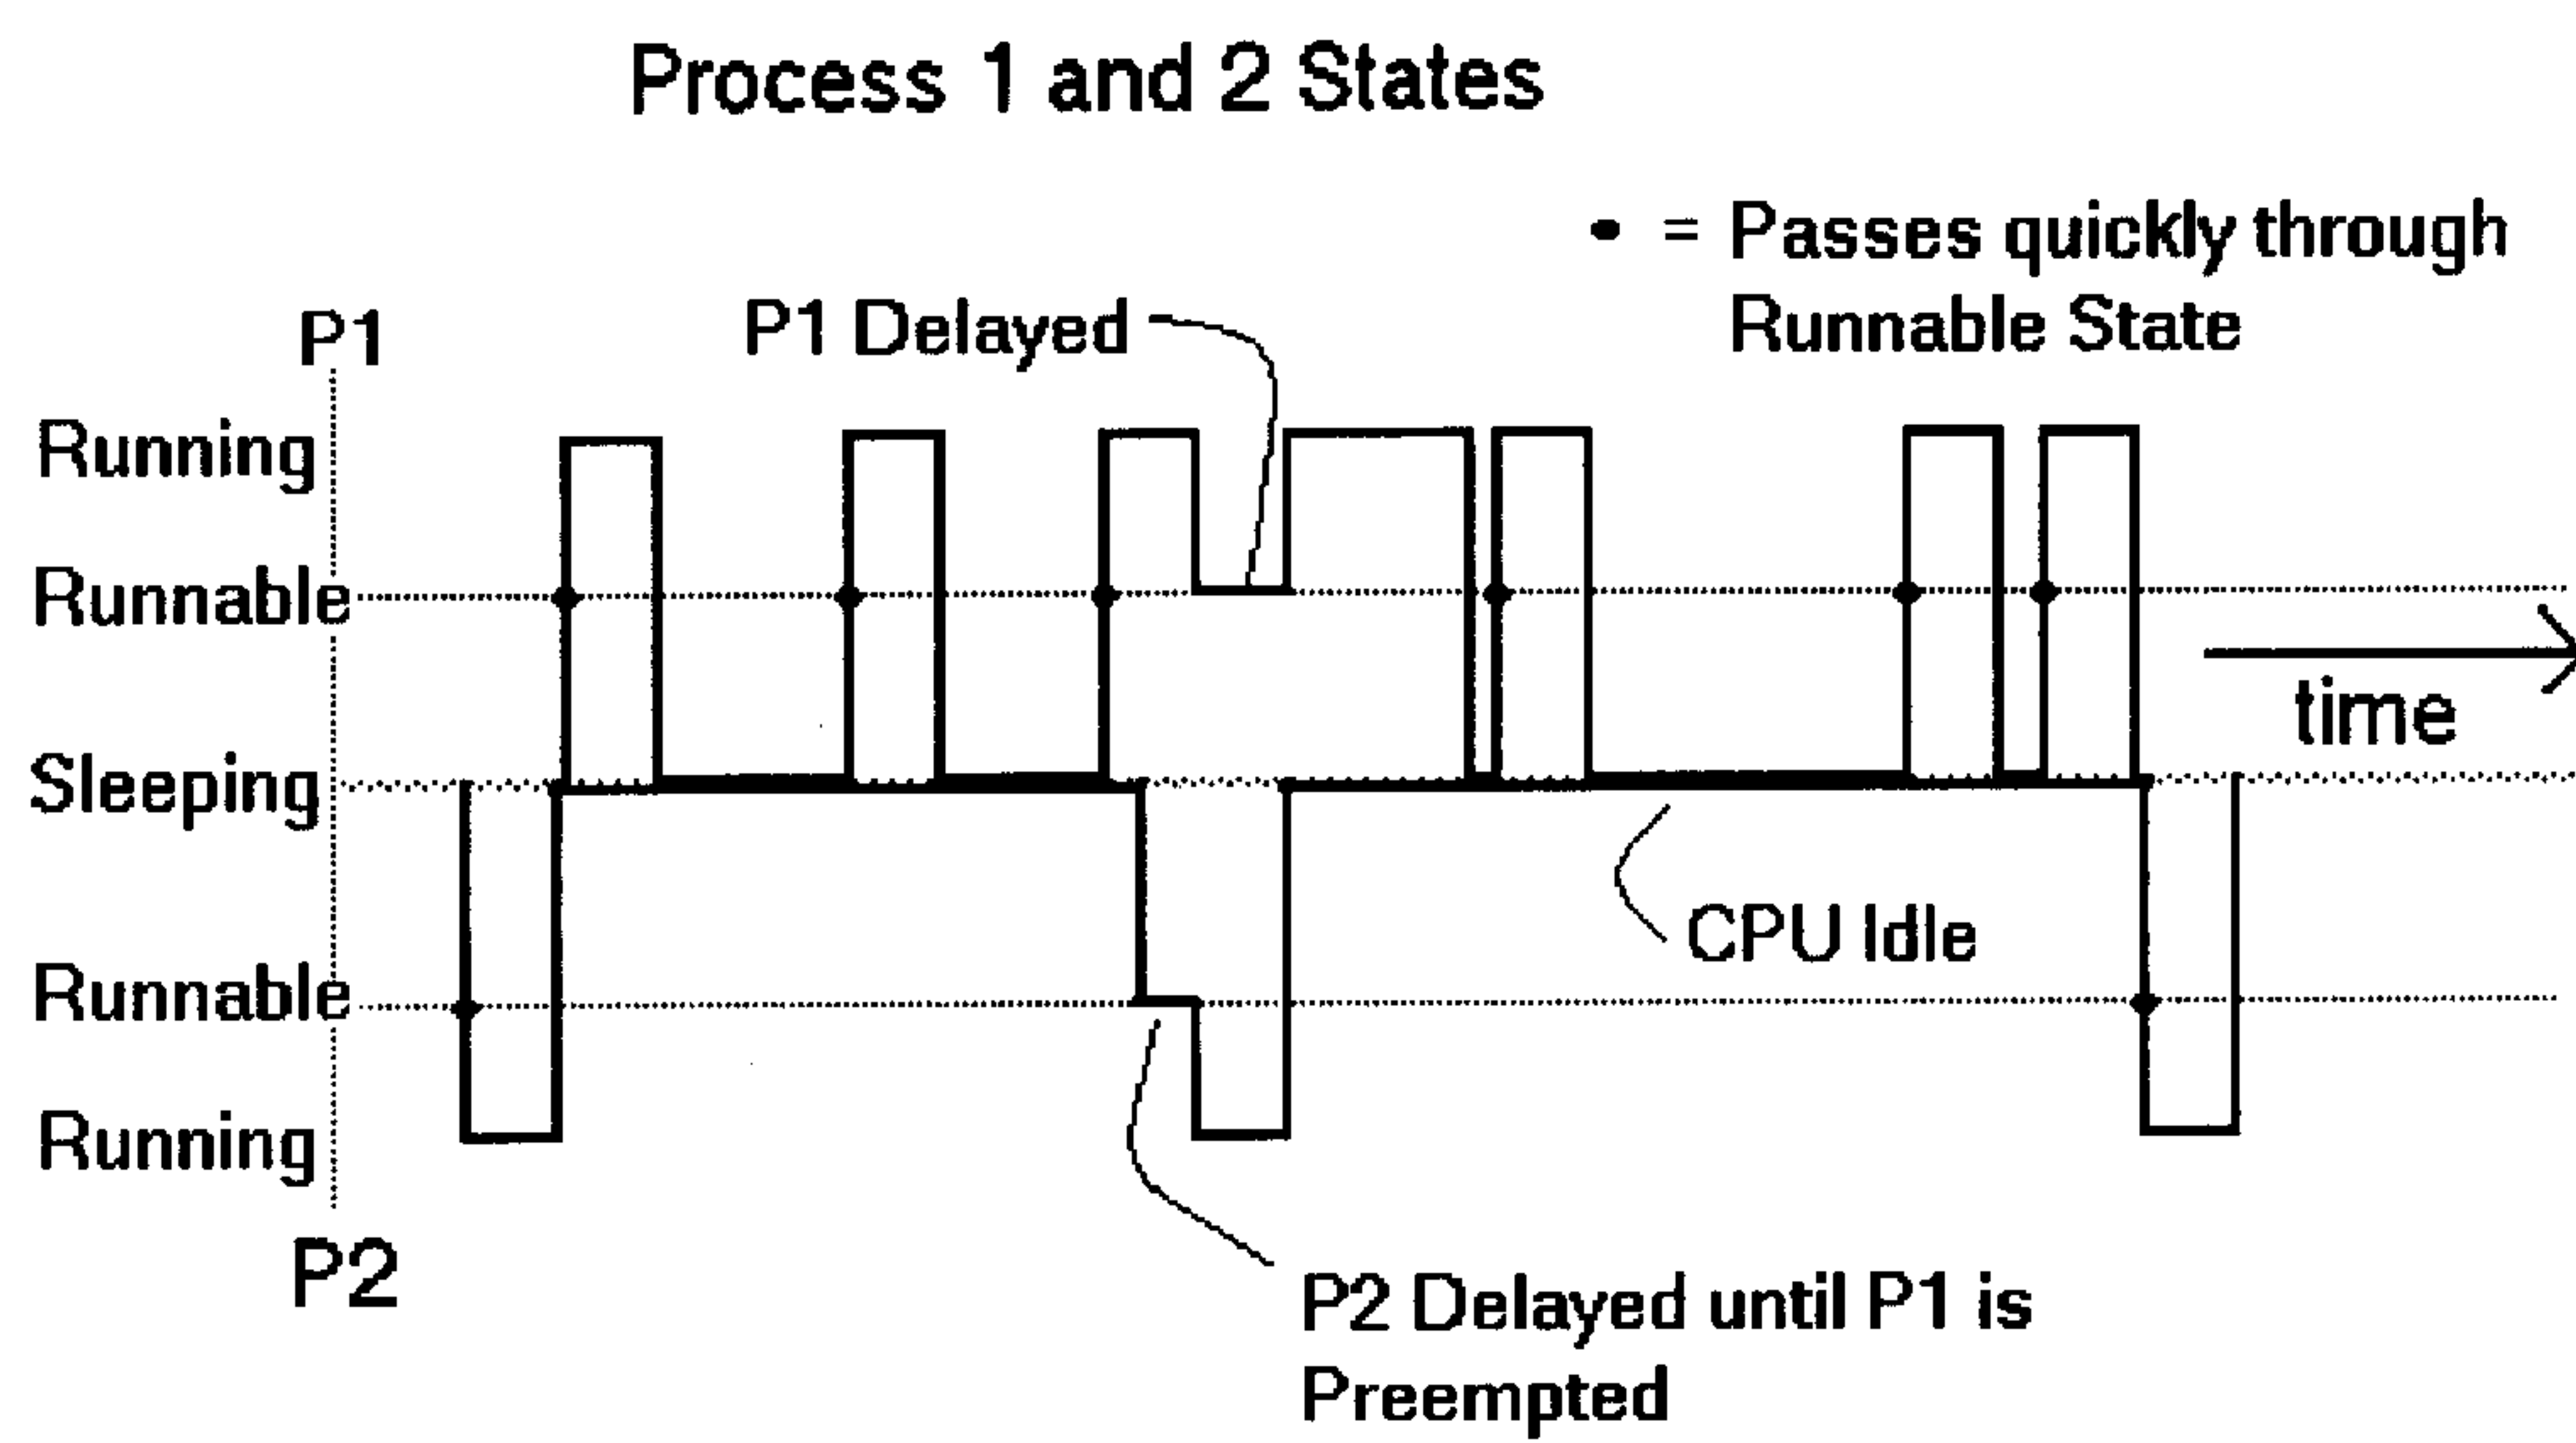 Process 1 and 2 States
• = Passes quickly through
Runnable State
P1 Delayed
P1
Running
Runnable
time
Sleeping
CPU Idle
Runnable
Running
P2
P2 Delayed until P1 is
Preempted